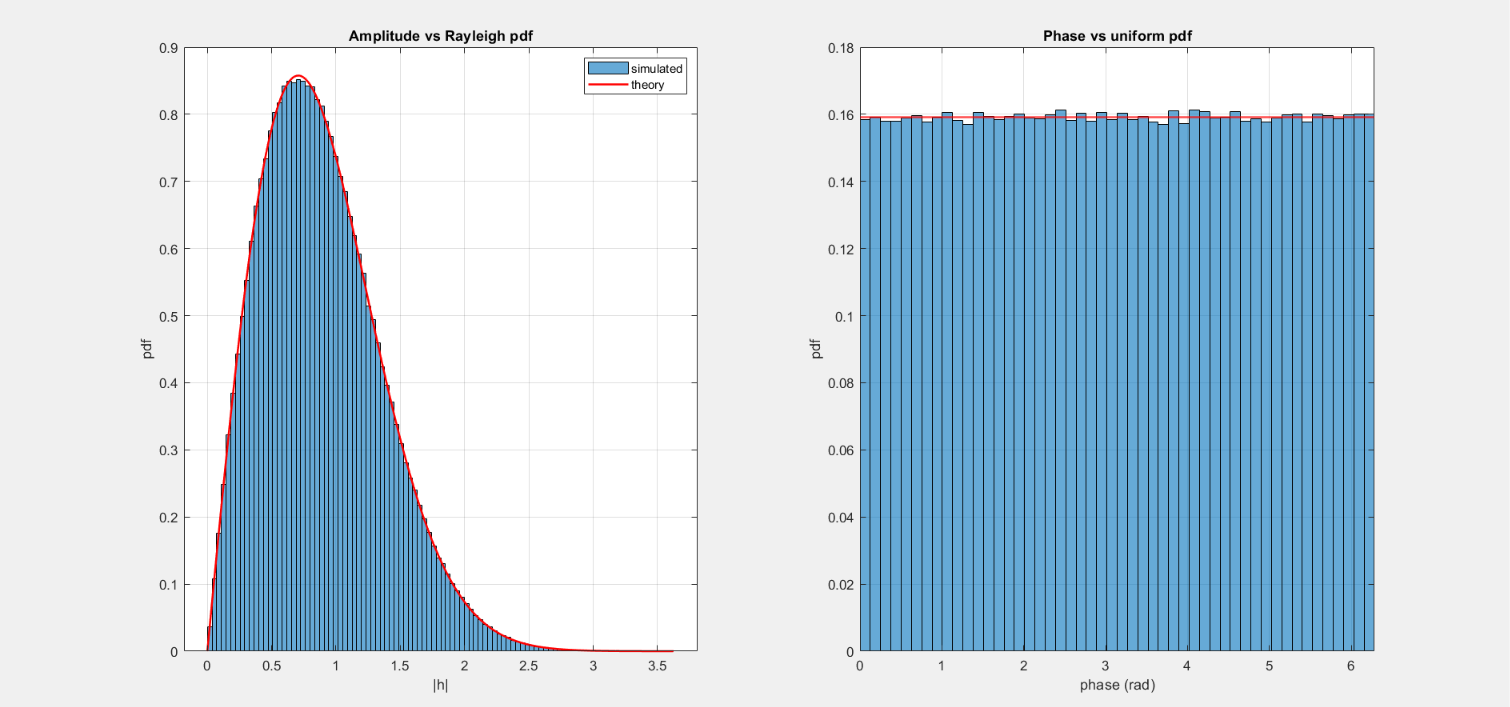 Amplitude vs Rayleigh pdf
0.9
0.8
0.7
0.6
0.5
0.4
0.3
0.2
0.1
0
pdf
0 0.5 1 1.5 2 2.5 3 3.5
|h|
simulated
theory
Phase vs uniform pdf
0.18
0.16
0.14
0.12
0.1
0.08
0.06
0.04
0.02
0
pdf
0 1 2 3 4 5 6
phase (rad)